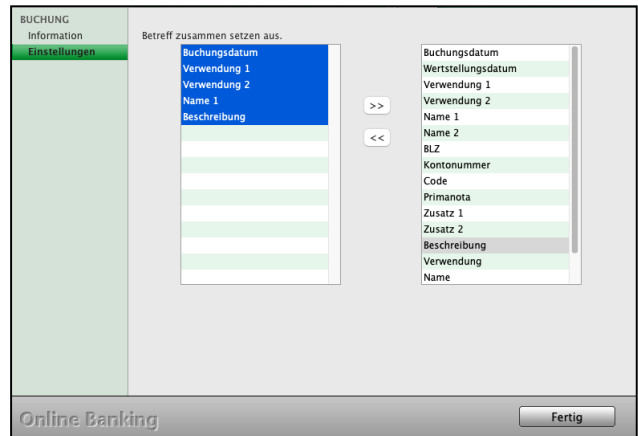 BUCHUNG
Information
Einstellungen
Betreff zusammen setzen aus.
Buchungsdatum
Verwendung 1
Verwendung 2
Name 1
Beschreibung
>>
<<
Buchungsdatum
Wertstellungsdatum
Verwendung 1
Verwendung 2
Name 1
Name 2
BLZ
Kontonummer
Code
Primanota
Zusatz 1
Zusatz 2
Beschreibung
Verwendung
Name
Online Banking
Fertig